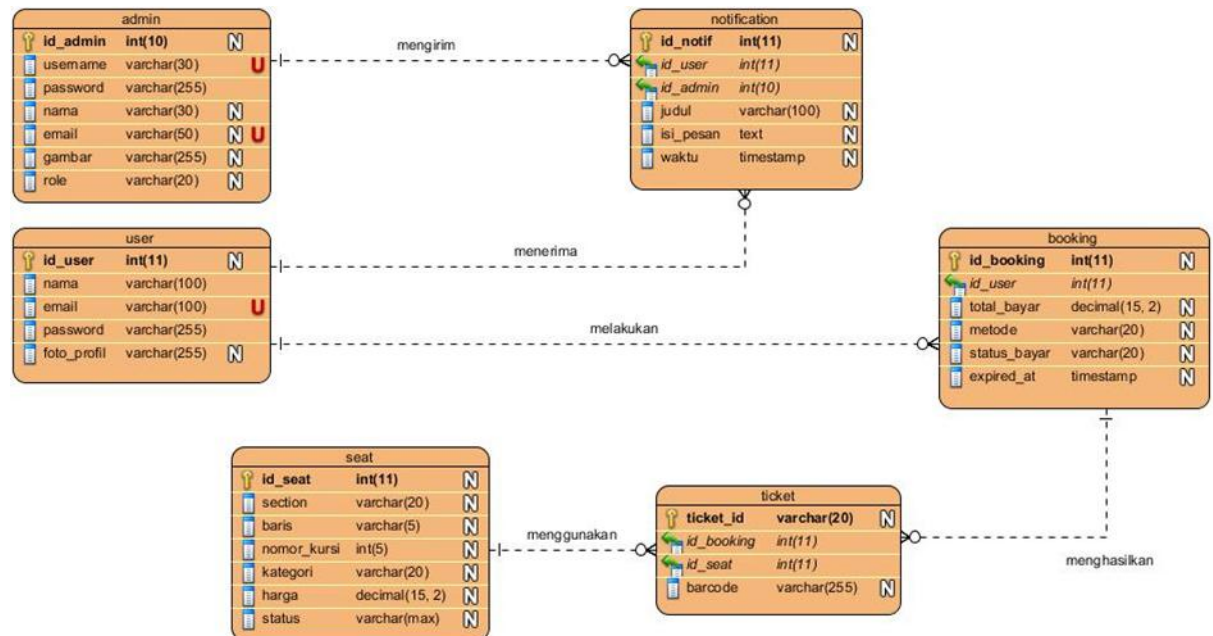 admin
id_admin int(10) N
username varchar(30) U
password varchar(255)
nama varchar(30) N
email varchar(50) N U
gambar varchar(255) N
role varchar(20) N
mengirim
notification
id_notif int(11) N
id_user int(11)
id_admin int(10)
judul varchar(100) N
isi_pesan text N
waktu timestamp N
user
id_user int(11) N
nama varchar(100)
email varchar(100) U
password varchar(255)
foto_profil varchar(255) N
menerima
melakukan
booking
id_booking int(11) N
id_user int(11)
total_bayar decimal(15, 2) N
metode varchar(20) N
status_bayar varchar(20) N
expired_at timestamp N
seat
id_seat int(11) N
section varchar(20) N
baris varchar(5) N
nomor_kursi int(5) N
kategori varchar(20) N
harga decimal(15, 2) N
status varchar(max) N
menggunakan
ticket
ticket_id varchar(20) N
id_booking int(11)
id_seat int(11)
barcode varchar(255) N
menghasilkan